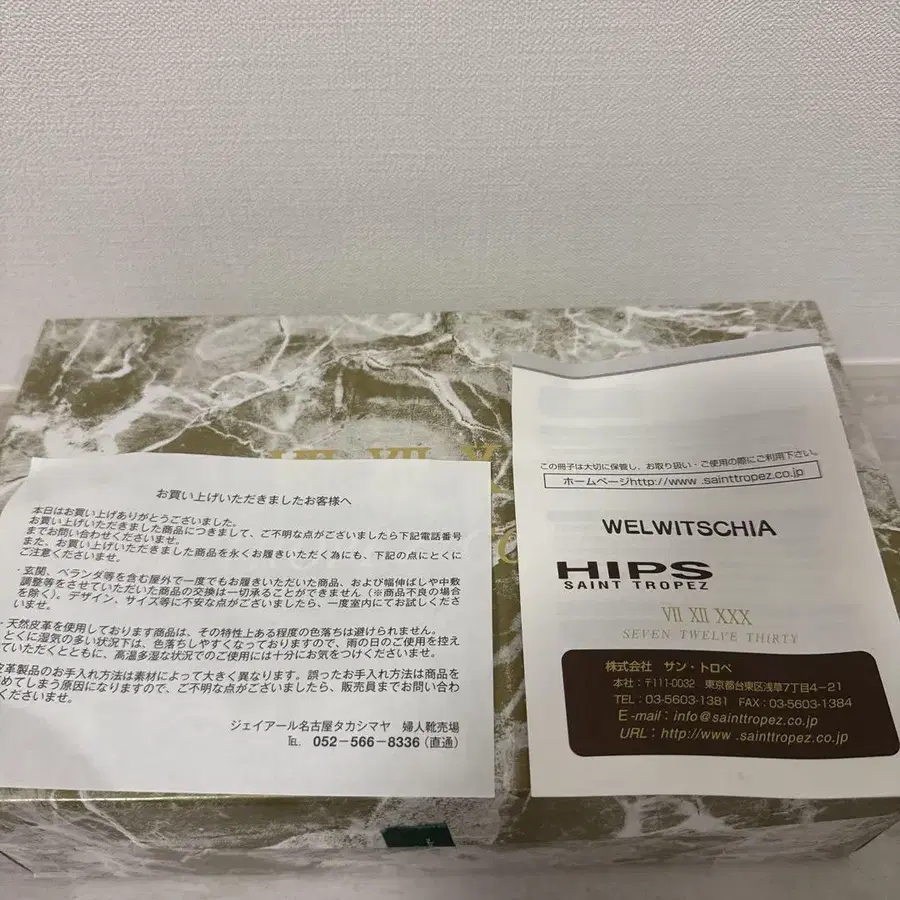 VII X
お買い上げいただきましたお客様へ
本日はお買い上げありがとうございました。
お買い上げいただきました商品につきまして、ご不明な点がございましたら下記電話番号
までお問い合わせくださいませ。
また、お買い上げいただきました商品を永くお履きいただく為にも、下記の点にとくに
ご注意くださいませ。
・玄関、ベランダ等を含む屋外で一度でもお履きいただいた商品、および幅伸ばしや中敷
調整等をさせていただいた商品の交換は一切承ることができません（※商品不良の場合
を除く）。デザイン、サイズ等に不安な点がございましたら、一度室内にてお試しくださ
いませ。
・天然皮革を使用しております商品は、その特性上ある程度の色落ちは避けられません。
とくに湿気の多い状況下は、色落ちしやすくなっておりますので、雨の日のご使用を控え
ていただくとともに、高温多湿な状況でのご使用には十分にお気をつけくださいませ。
皮革製品のお手入れ方法は素材によって大きく異なります。誤ったお手入れ方法は商品を
めてしまう原因になりますので、ご不明な点がございましたら、販売員までお問い合わ
くださいませ。
ジェイアール名古屋タカシマヤ 婦人靴売場
TEL. 052-566-8336（直通）
この冊子は大切に保管し、お取り扱い・ご使用の際にご利用下さい。
ホームページhttp://www.sainttropez.co.jp
WELWITSCHIA
HIPS
SAINT TROPEZ
VII XII XXX
SEVEN TWELVE THIRTY
株式会社 サン・トロペ
本社：〒111-0032 東京都台東区浅草7丁目4-21
TEL：03-5603-1381 FAX：03-5603-1384
E-mail：info@sainttropez.co.jp
URL：http://www.sainttropez.co.jp